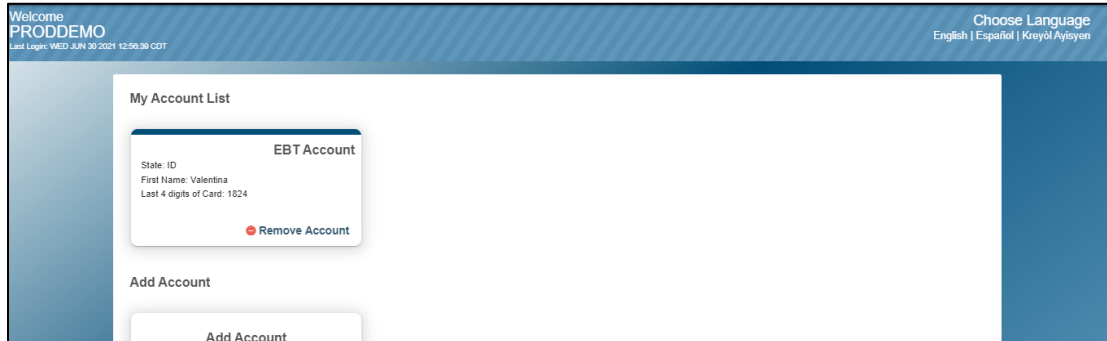 Welcome
PRODDEMO
Last Login: WED JUN 30 2021 12:56:39 CDT
Choose Language
English | Español | Kreyòl Ayisyen
My Account List
EBT Account
State: ID
First Name: Valentina
Last 4 digits of Card: 1824
Remove Account
Add Account
Add Account